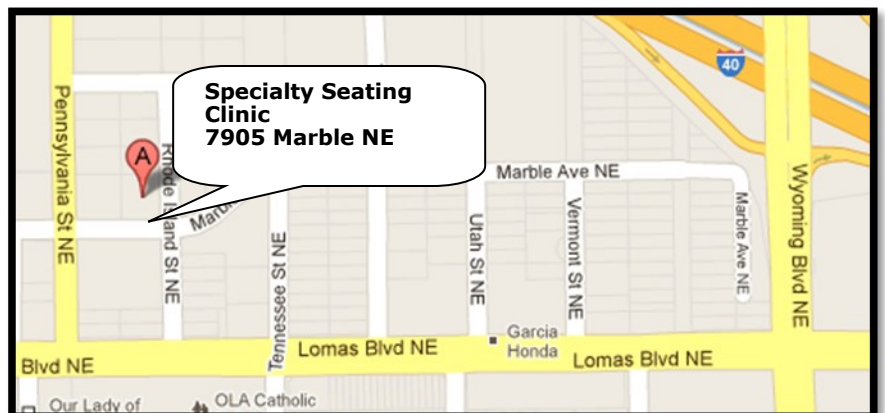 Specialty Seating
Clinic
7905 Marble NE
40
A
Pennsylvania St NE
Rhode Island St NE
Marble Ave NE
Marble Ave NE
Wyoming Blvd NE
Tennessee St NE
Utah St NE
Vermont St NE
Garcia
Honda
Lomas Blvd NE
Lomas Blvd NE
Blvd NE
Our Lady of
OLA Catholic